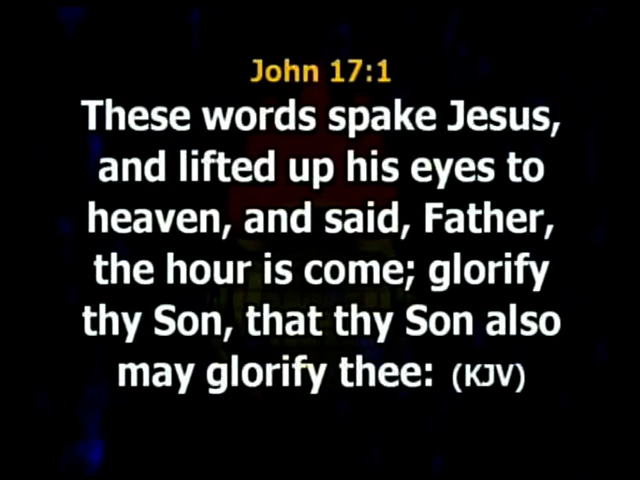 John 17:1
These words spake Jesus,
and lifted up his eyes to
heaven, and said, Father,
the hour is come; glorify
thy Son, that thy Son also
may glorify thee: (KJV)